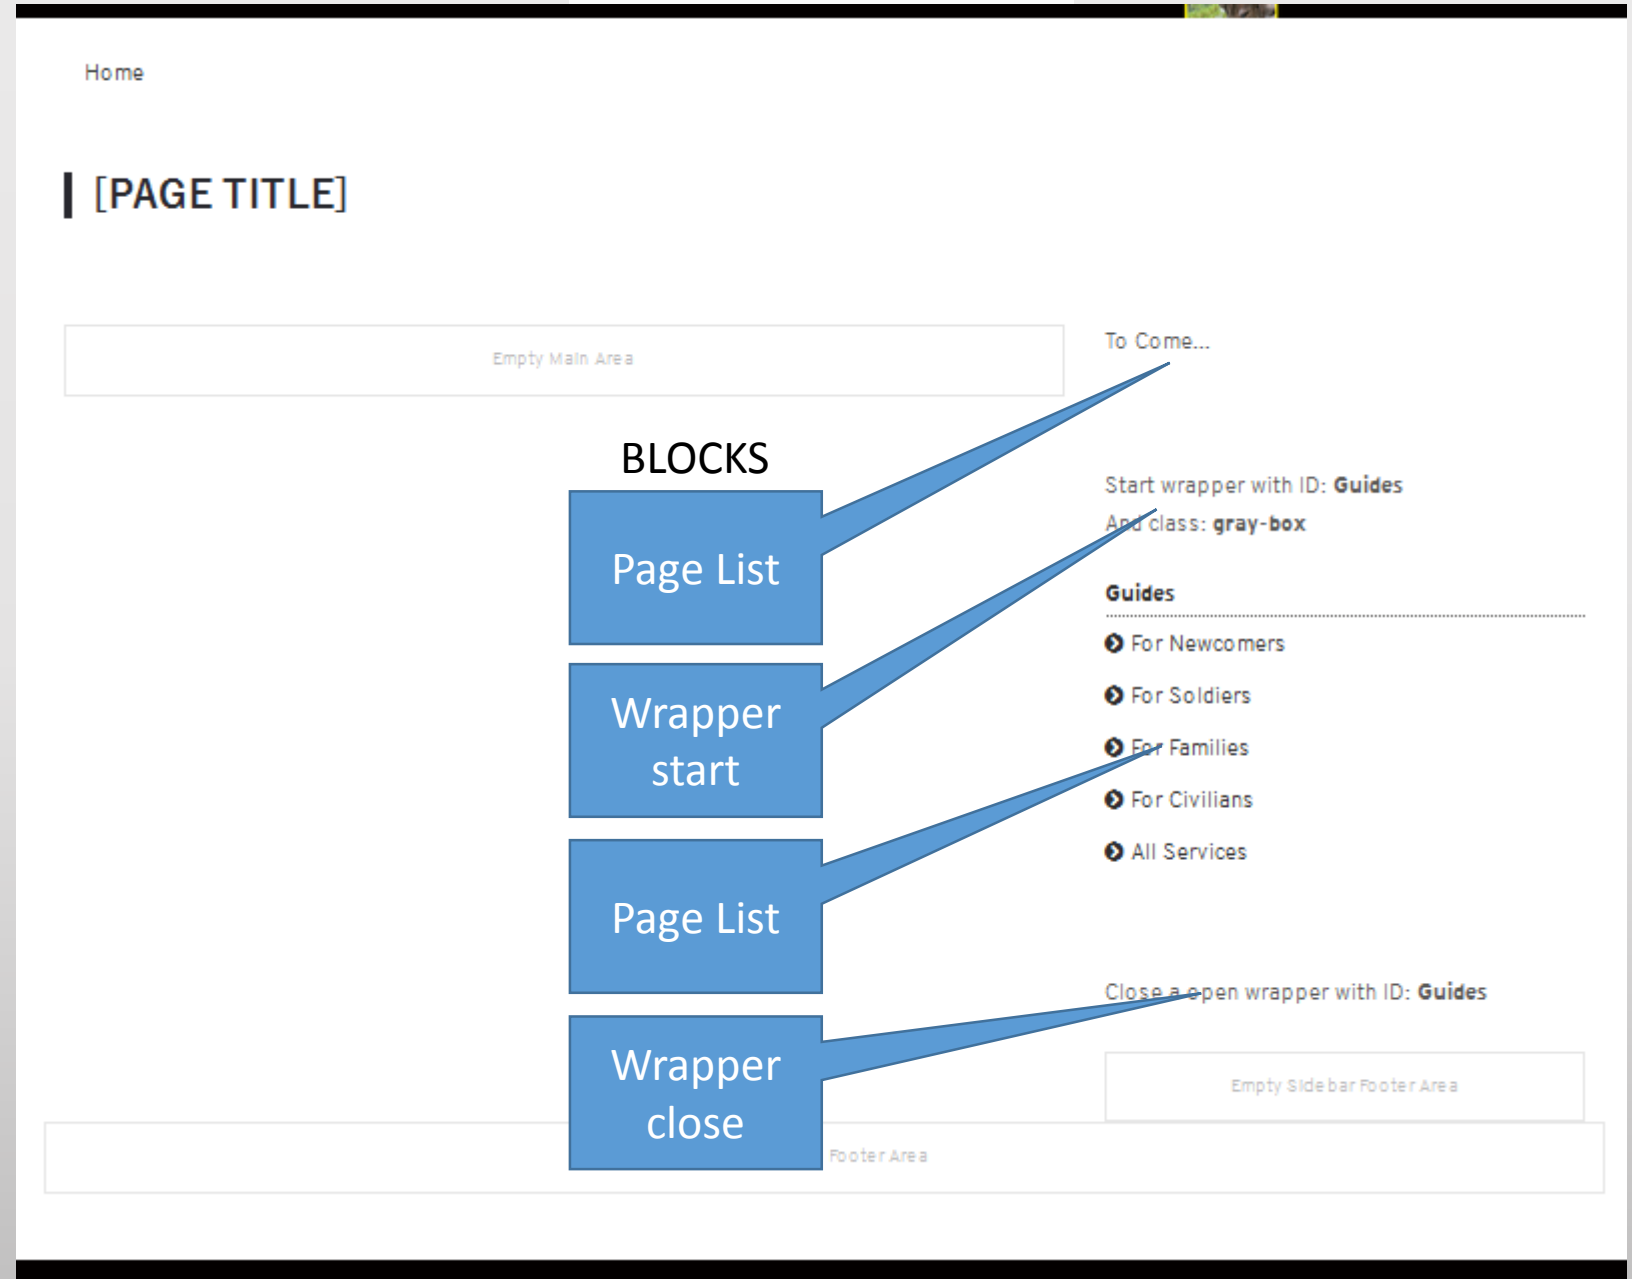 Home
[PAGE TITLE]
Empty Main Area
BLOCKS
Page List
Wrapper
start
Page List
Wrapper
close
To Come...
Start wrapper with ID: Guides
And class: gray-box
Guides
For Newcomers
For Soldiers
For Families
For Civilians
All Services
Close a open wrapper with ID: Guides
Empty Sidebar Footer Area
Footer Area